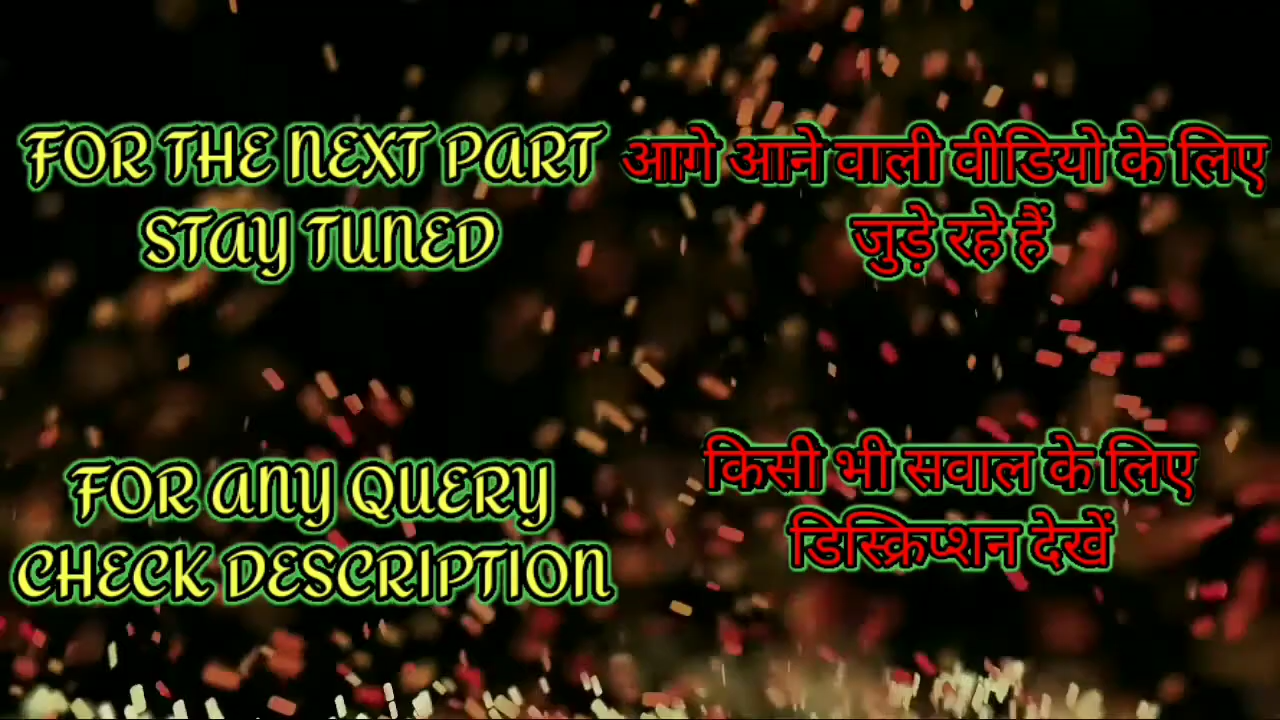 FOR THE NEXT PART
STAY TUNED
आगे आने वाली वीडियो के लिए
जुड़े रहे हैं
FOR ANY QUERY
CHECK DESCRIPTION
किसी भी सवाल के लिए
डिस्क्रिप्शन देखें